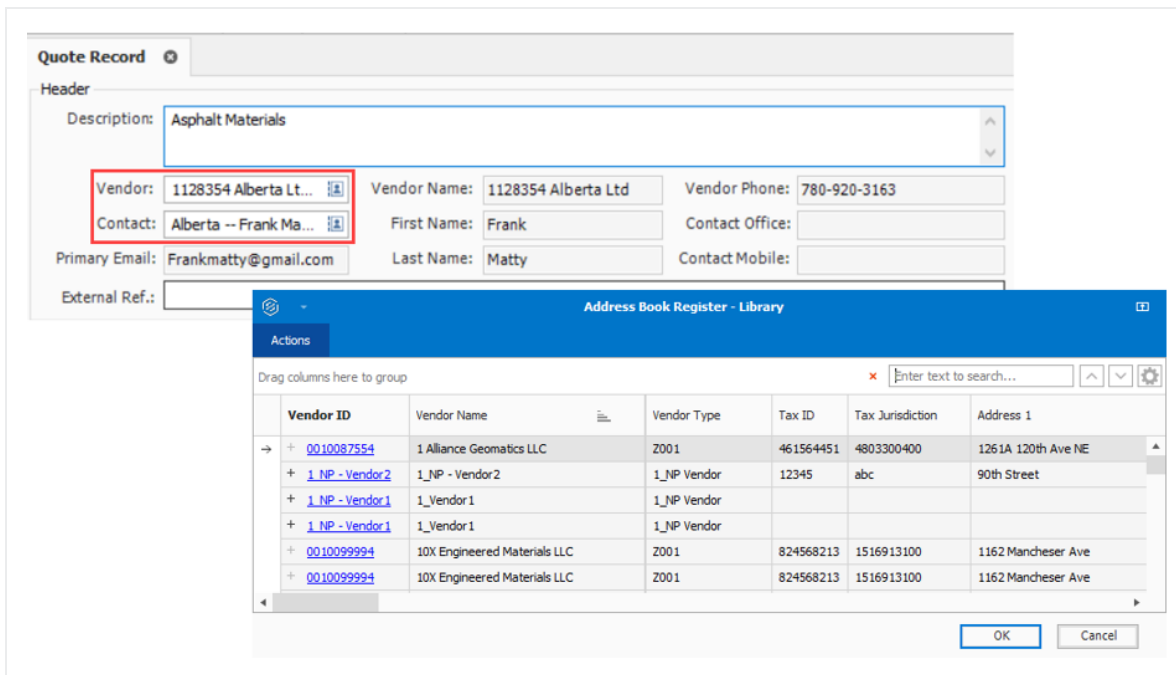 Quote Record
Header
Description: Asphalt Materials
Vendor: 1128354 Alberta Lt... Vendor Name: 1128354 Alberta Ltd Vendor Phone: 780-920-3163
Contact: Alberta -- Frank Ma... First Name: Frank Contact Office:
Primary Email: Frankmatty@gmail.com Last Name: Matty Contact Mobile:
External Ref.:
Address Book Register - Library
Actions
Drag columns here to group Enter text to search...
Vendor ID Vendor Name Vendor Type Tax ID Tax Jurisdiction Address 1
0010087554 1 Alliance Geomatics LLC Z001 461564451 4803300400 1261A 120th Ave NE
1_NP - Vendor2 1_NP - Vendor2 1_NP Vendor 12345 abc 90th Street
1_NP - Vendor1 1_Vendor1 1_NP Vendor
1_NP - Vendor1 1_Vendor1 1_NP Vendor
0010099994 10X Engineered Materials LLC Z001 824568213 1516913100 1162 Mancheser Ave
0010099994 10X Engineered Materials LLC Z001 824568213 1516913100 1162 Mancheser Ave
OK Cancel